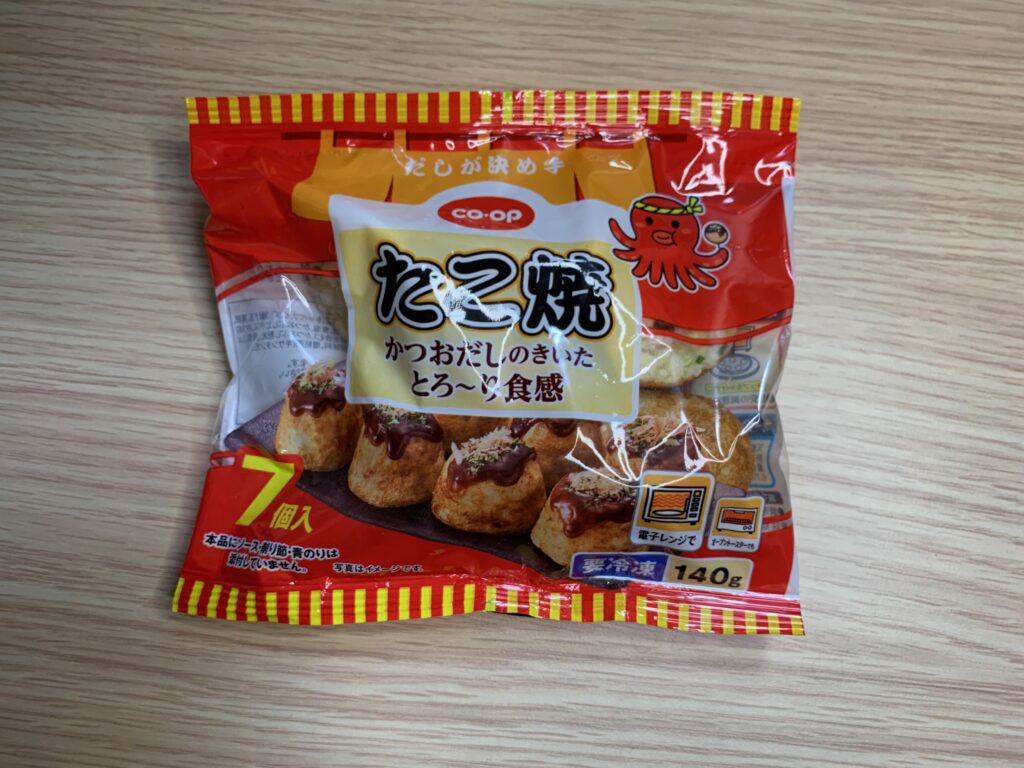 だしが決め手
CO·OP
たこ焼
かつおだしのきいた
とろ〜り食感
7個入
本品にソース・削り節・青のりは
添付していません。
写真はイメージです。
電子レンジで
オーブントースターでも
要冷凍
140g